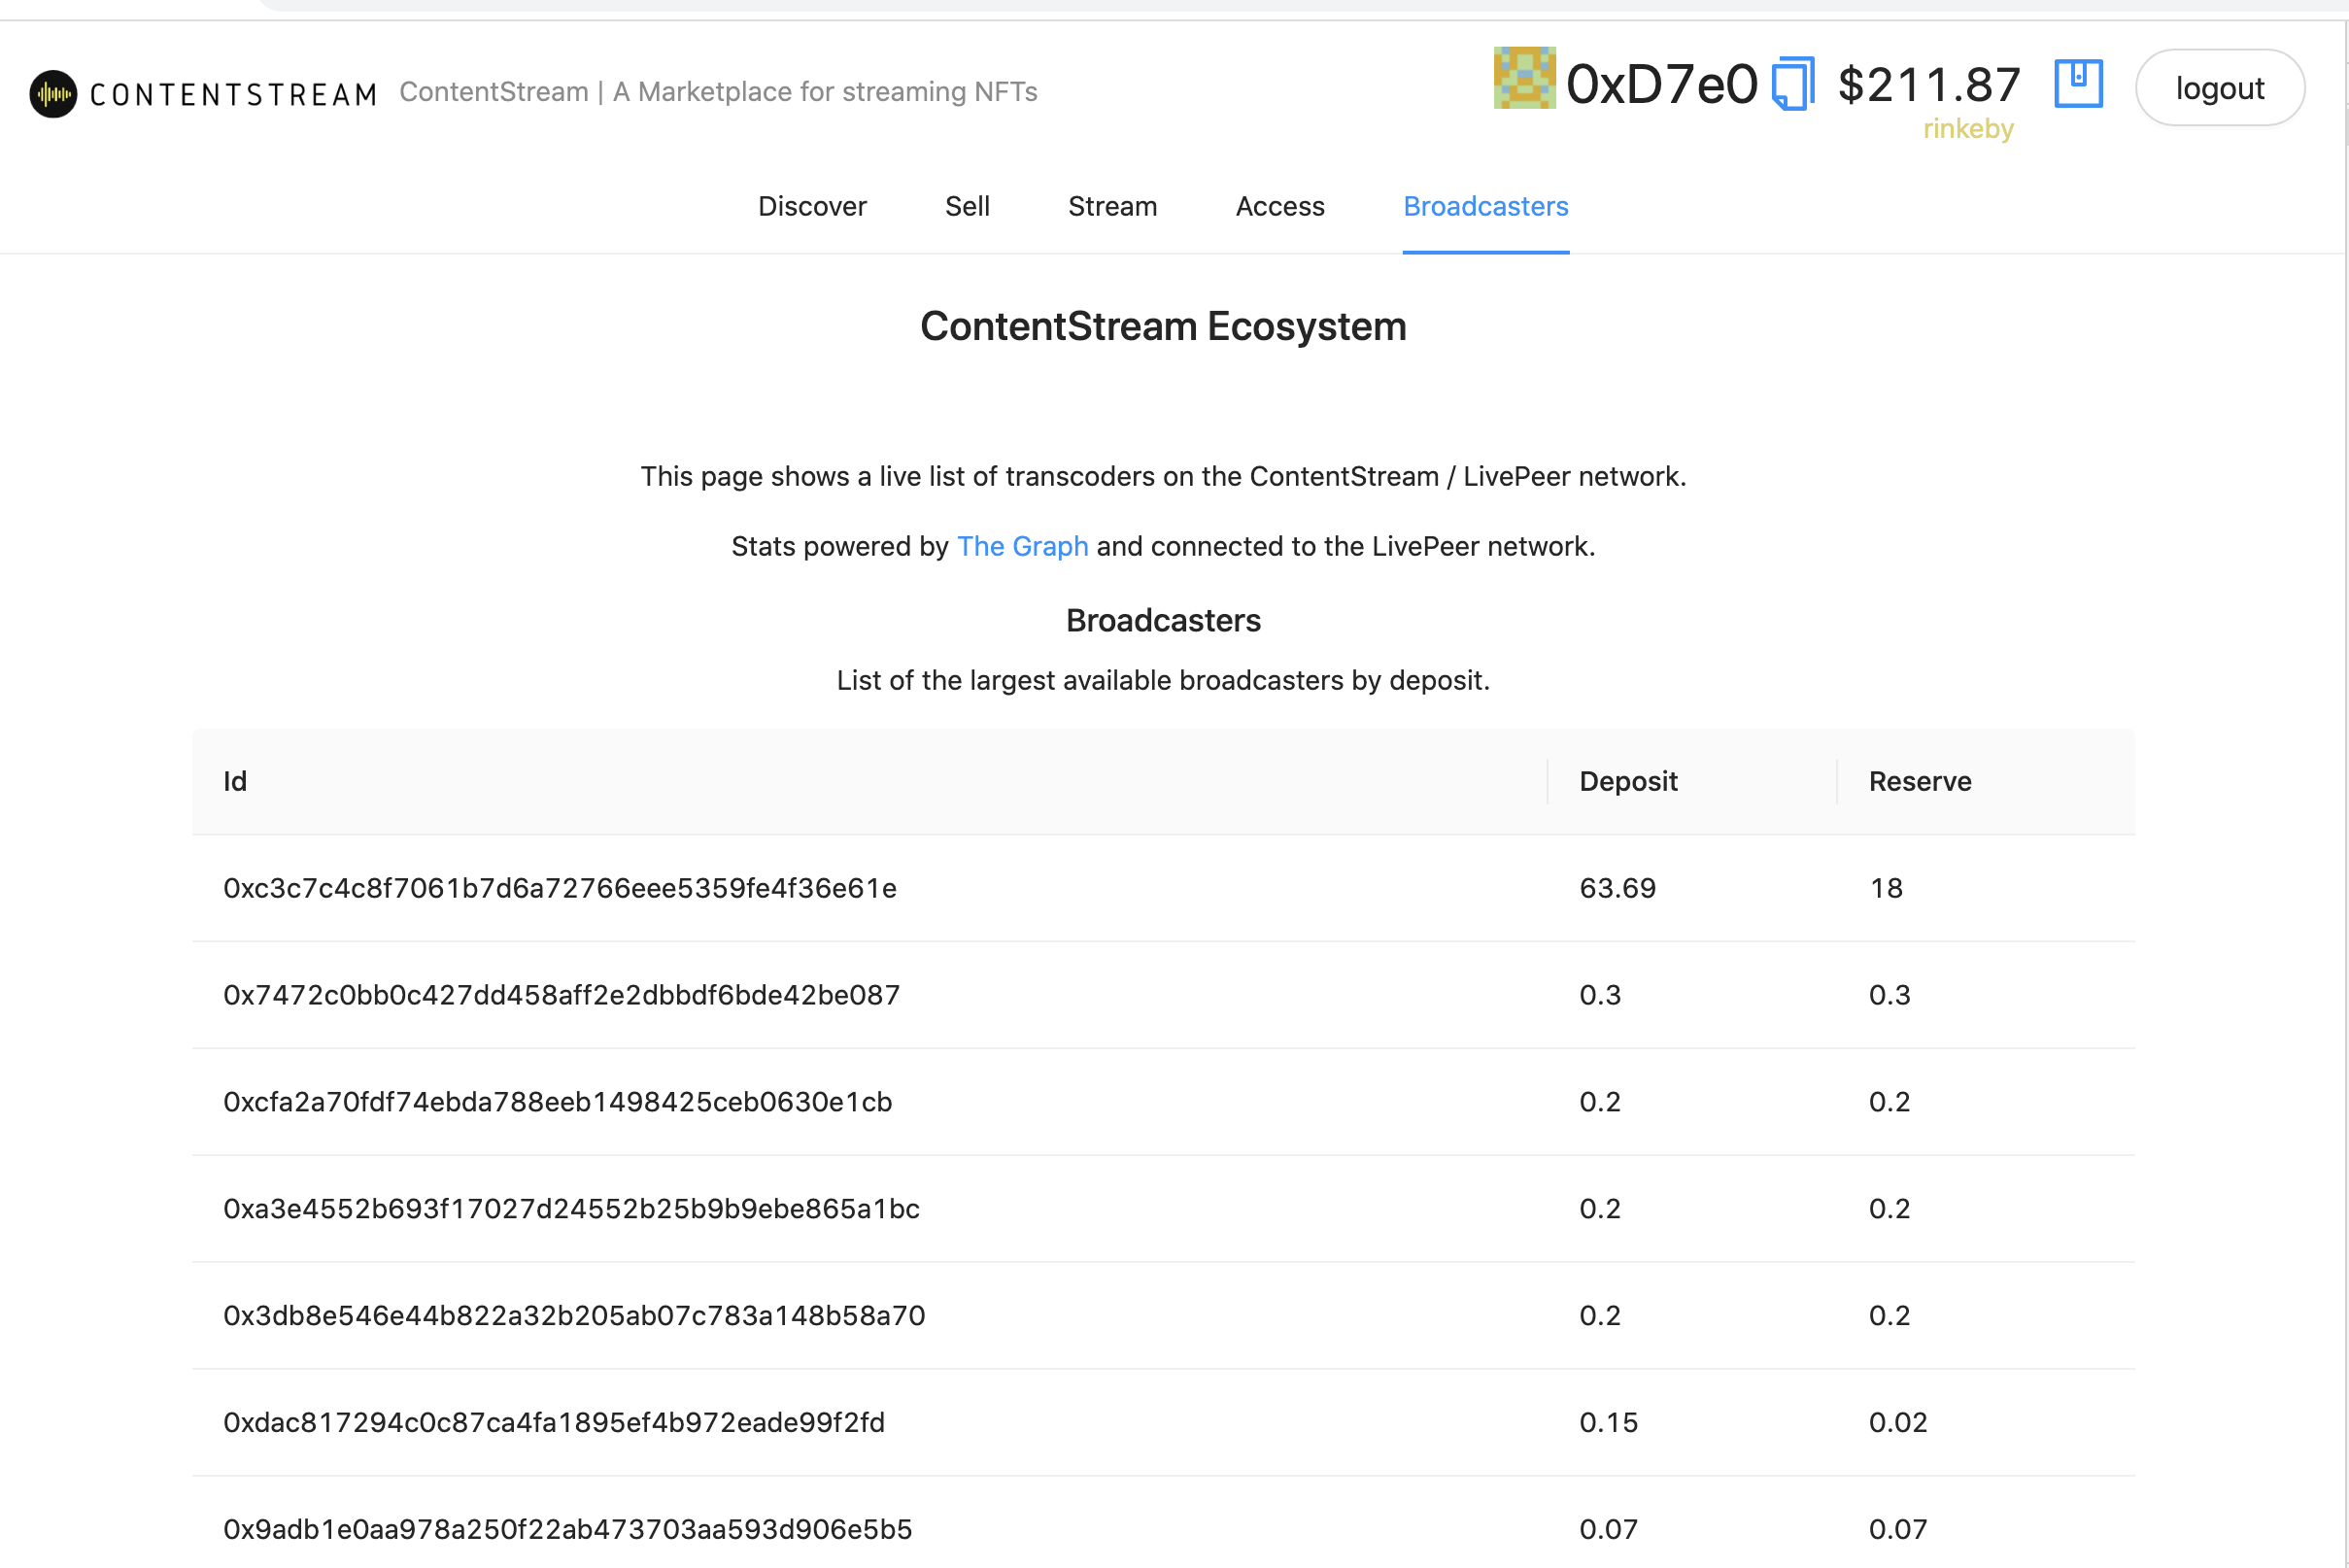 CONTENTSTREAM ContentStream | A Marketplace for streaming NFTs 0xD7e0 $211.87 logout
rinkeby
Discover Sell Stream Access Broadcasters
ContentStream Ecosystem
This page shows a live list of transcoders on the ContentStream / LivePeer network.
Stats powered by The Graph and connected to the LivePeer network.
Broadcasters
List of the largest available broadcasters by deposit.
Id Deposit Reserve
0xc3c7c4c8f7061b7d6a72766eee5359fe4f36e61e 63.69 18
0x7472c0bb0c427dd458aff2e2dbbdf6bde42be087 0.3 0.3
0xcfa2a70fdf74ebda788eeb1498425ceb0630e1cb 0.2 0.2
0xa3e4552b693f17027d24552b25b9b9ebe865a1bc 0.2 0.2
0x3db8e546e44b822a32b205ab07c783a148b58a70 0.2 0.2
0xdac817294c0c87ca4fa1895ef4b972eade99f2fd 0.15 0.02
0x9adb1e0aa978a250f22ab473703aa593d906e5b5 0.07 0.07